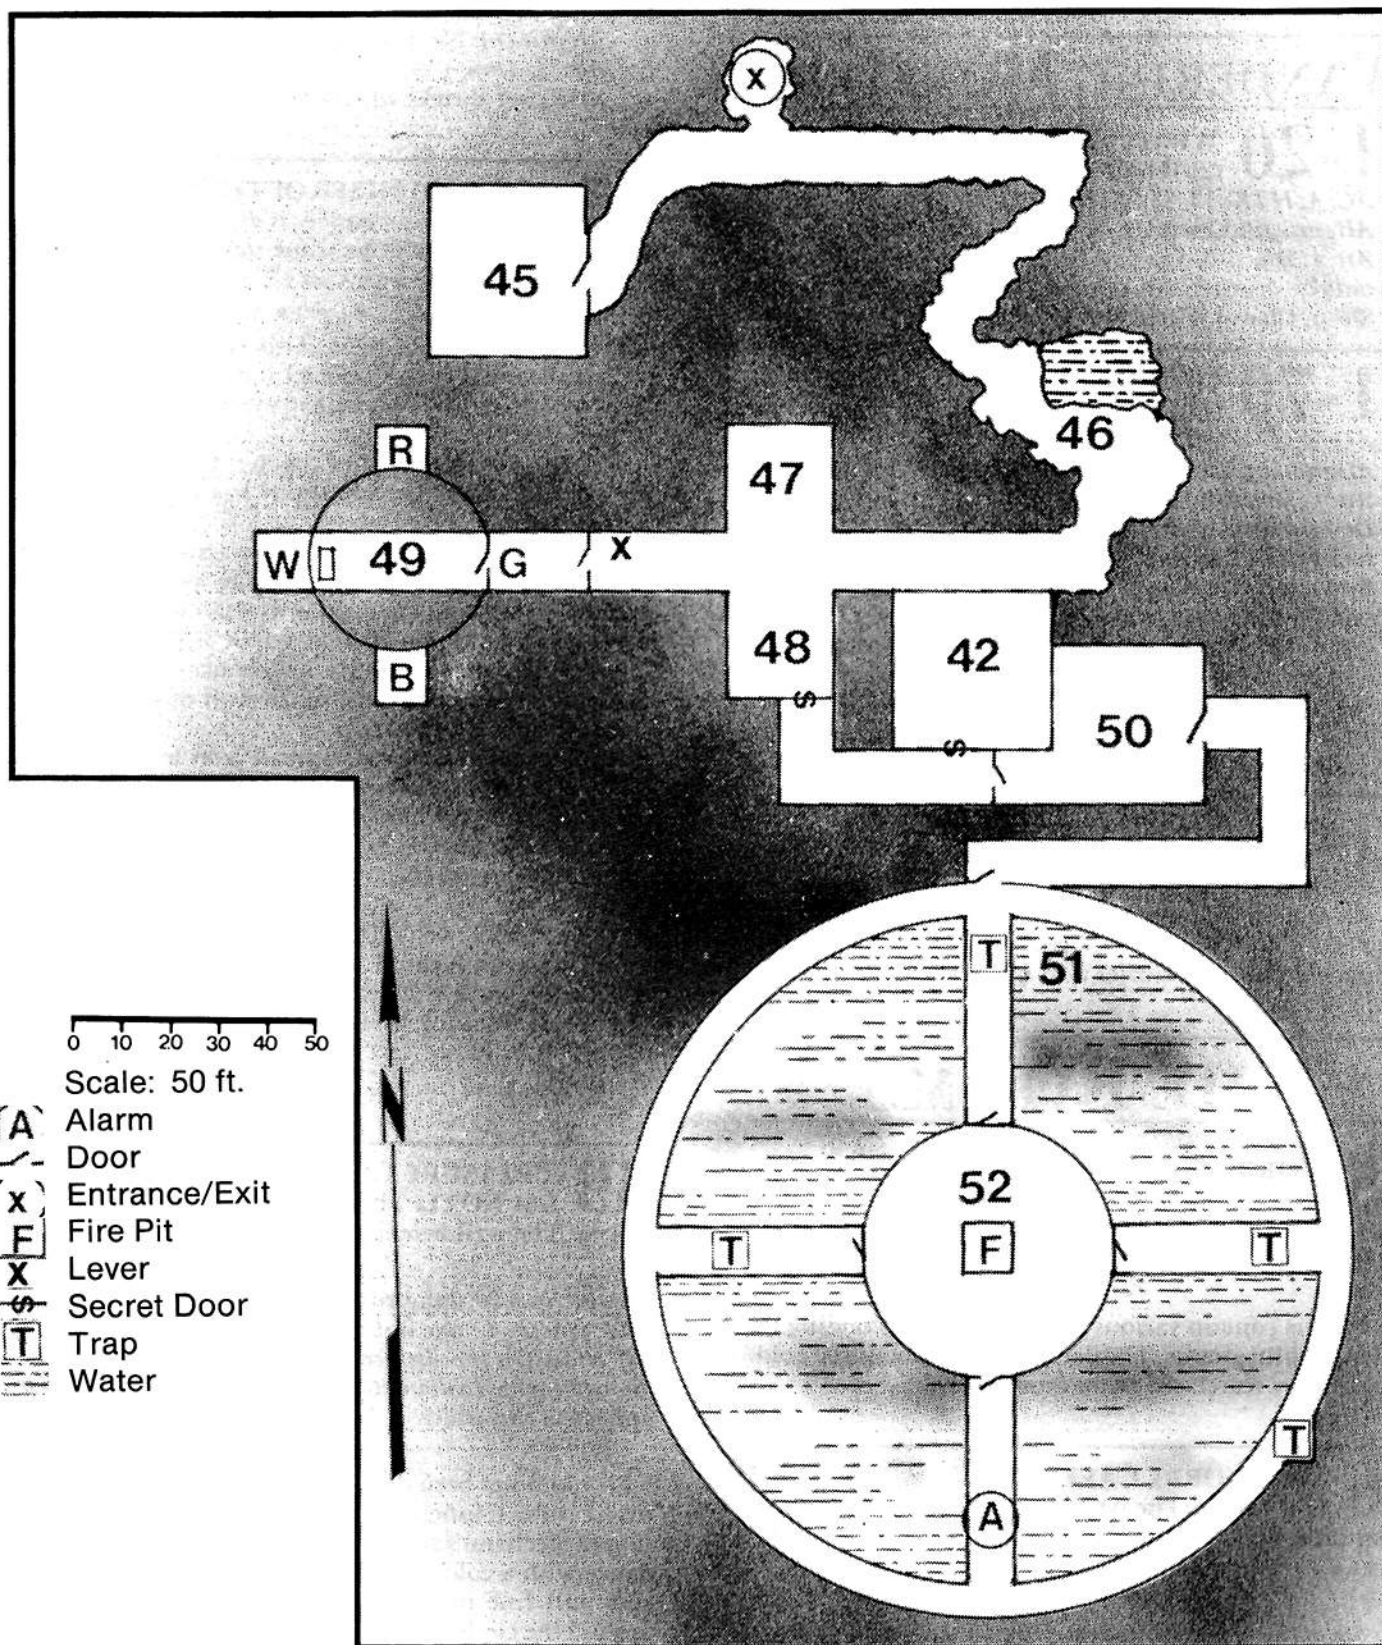 X
45
46
R
47
W
49
G
X
48
42
B
50
S
S
T
51
52
T
F
T
T
A
N
0 10 20 30 40 50
Scale: 50 ft.
A Alarm
Door
X Entrance/Exit
F Fire Pit
X Lever
S Secret Door
T Trap
Water